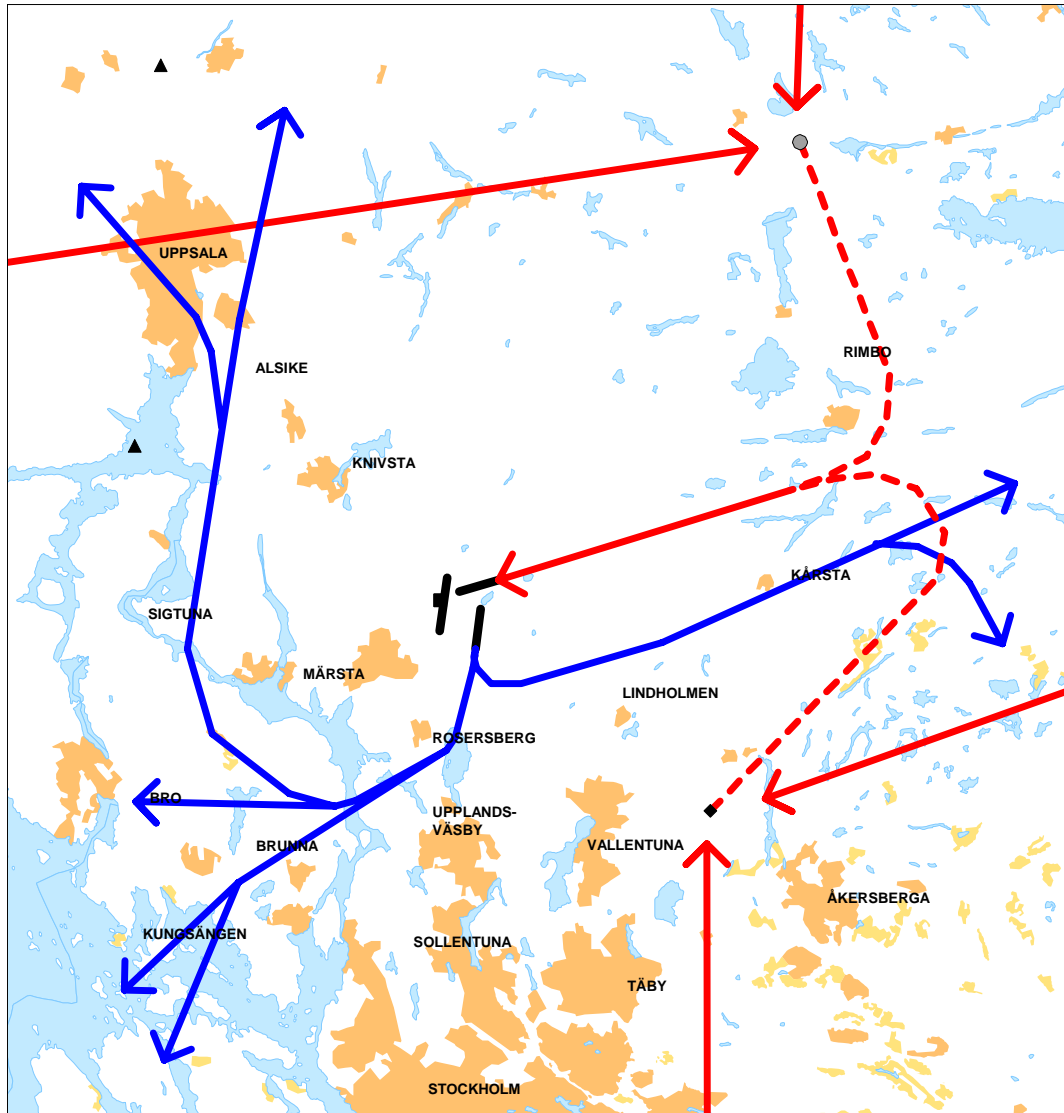 UPPSALA
RIMBO
ALSIKE
KNIVSTA
KÅRSTA
SIGTUNA
MÄRSTA
LINDHOLMEN
ROSERSBERG
BRO
UPPLANDS-
VÄSBY
BRUNNA
VALLENTUNA
ÅKERSBERGA
KUNGSÄNGEN
SOLLENTUNA
TÄBY
STOCKHOLM